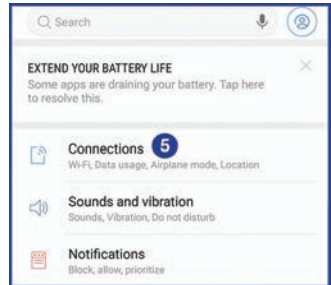 Search
EXTEND YOUR BATTERY LIFE
Some apps are draining your battery. Tap here
to resolve this.
Connections 5
Wi-Fi, Data usage, Airplane mode, Location
Sounds and vibration
Sounds, Vibration, Do not disturb
Notifications
Block, allow, prioritize